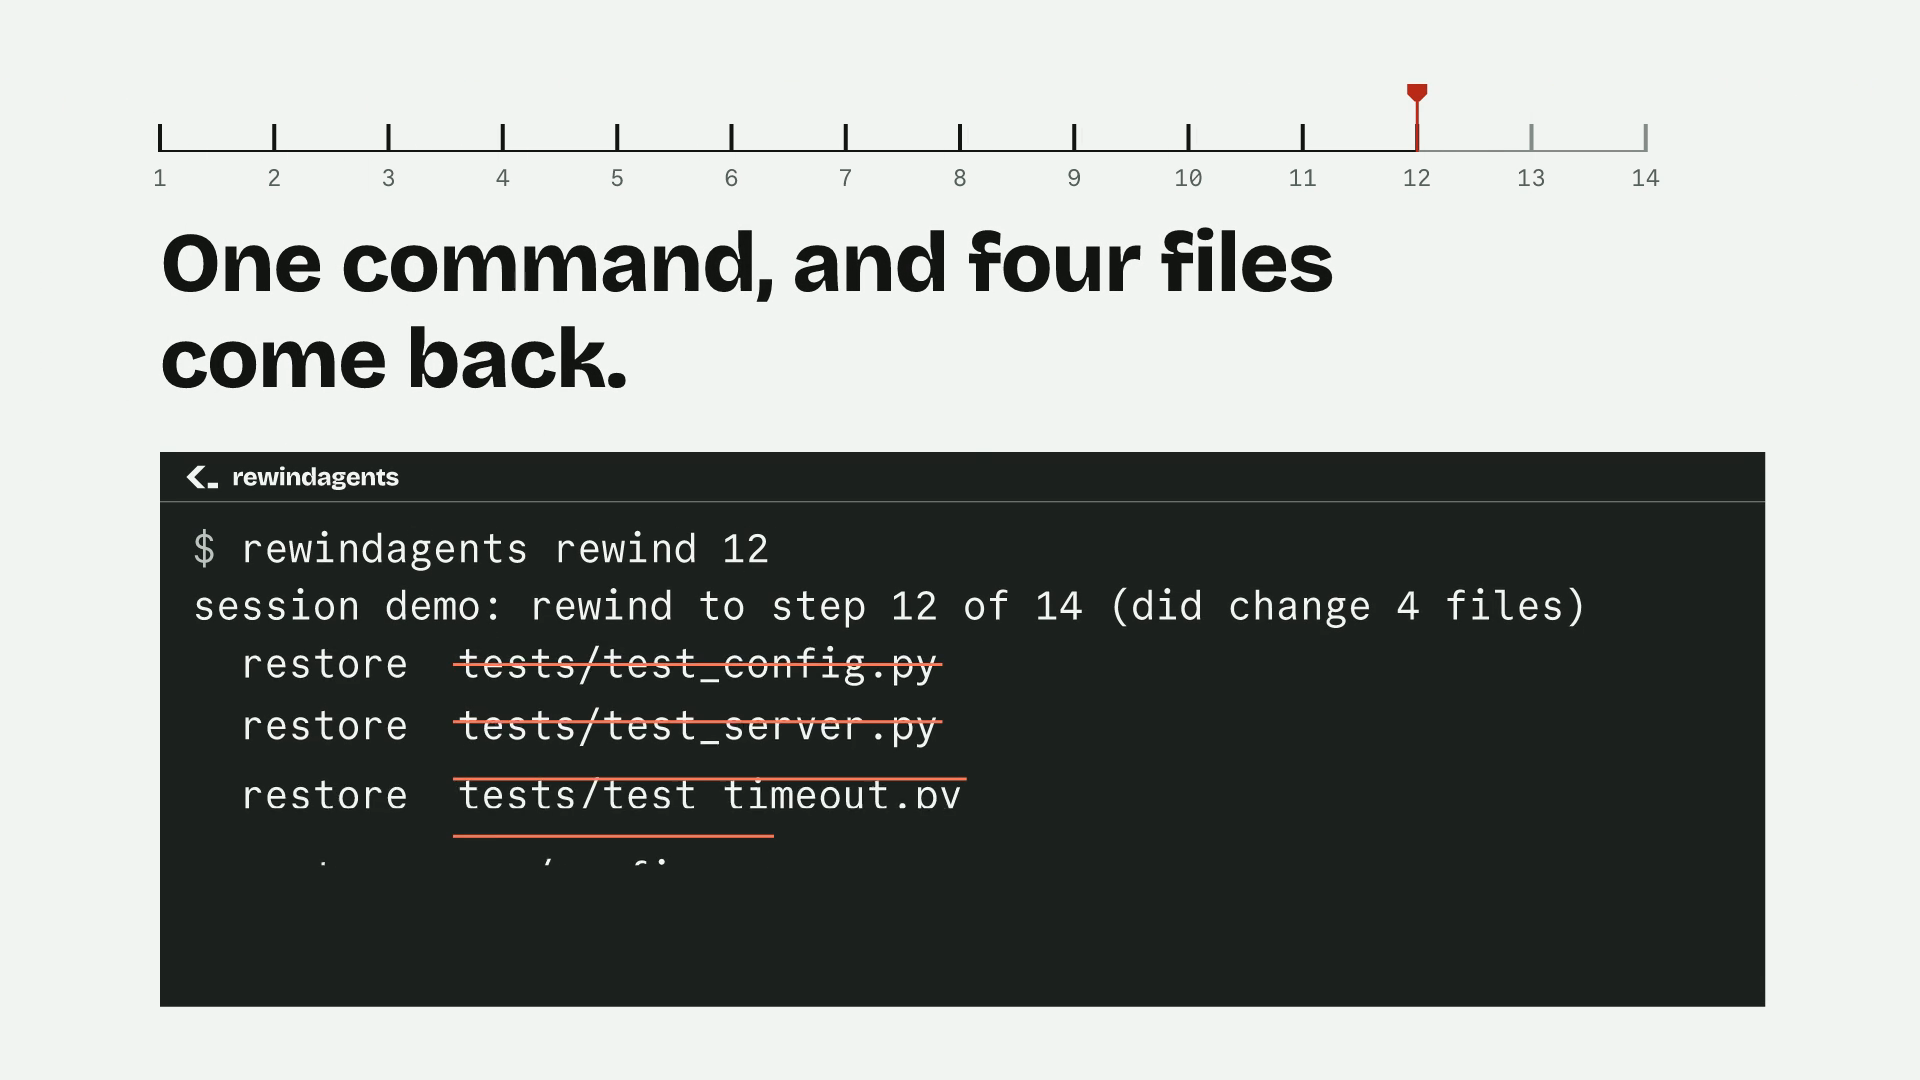 1 2 3 4 5 6 7 8 9 10 11 12 13 14
One command, and four files
come back.
rewindagents
$ rewindagents rewind 12
session demo: rewind to step 12 of 14 (did change 4 files)
restore tests/test_config.py
restore tests/test_server.py
restore tests/test_timeout.py